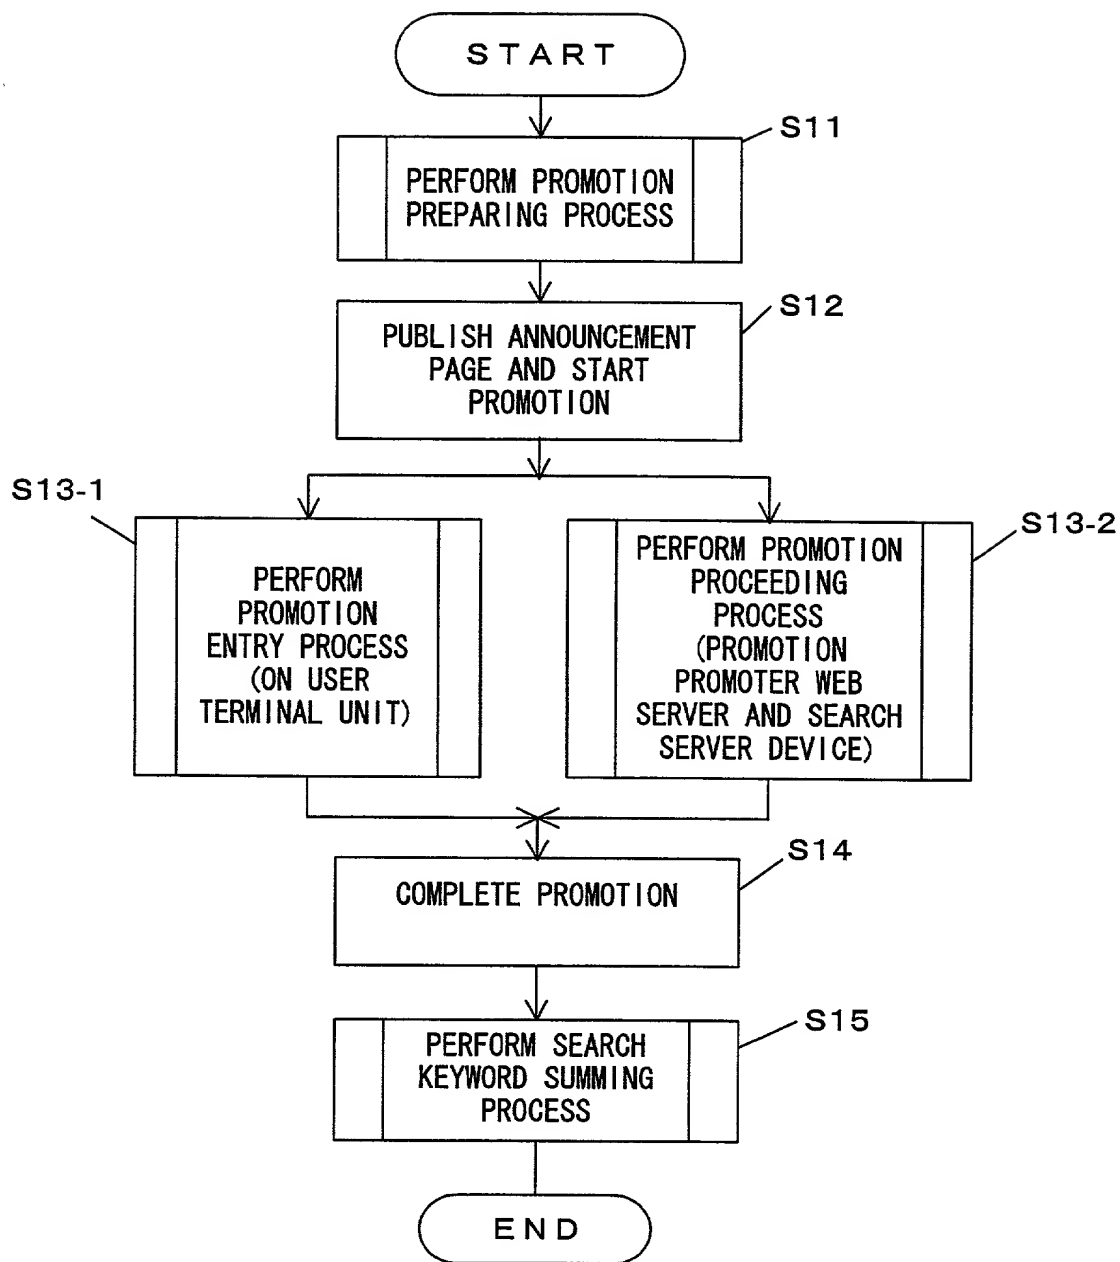 START
S11
PERFORM PROMOTION
PREPARING PROCESS
S12
PUBLISH ANNOUNCEMENT
PAGE AND START
PROMOTION
S13-1
PERFORM
PROMOTION
ENTRY PROCESS
(ON USER
TERMINAL UNIT)
S13-2
PERFORM PROMOTION
PROCEEDING
PROCESS
(PROMOTION
PROMOTER WEB
SERVER AND SEARCH
SERVER DEVICE)
S14
COMPLETE PROMOTION
S15
PERFORM SEARCH
KEYWORD SUMMING
PROCESS
END